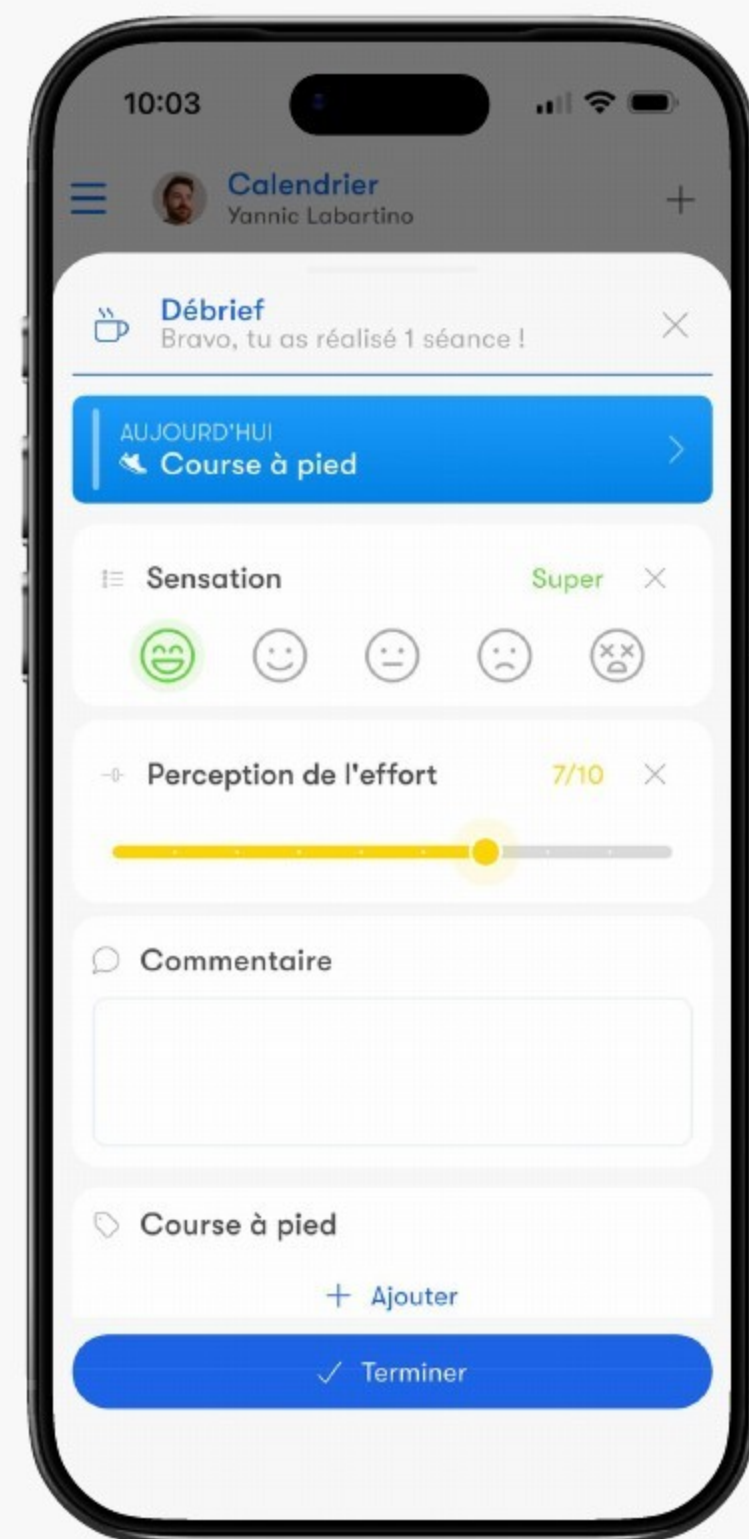 10:03
Calendrier
Yannic Labartino
Débrief
Bravo, tu as réalisé 1 séance !
AUJOURD'HUI
Course à pied
Sensation
Super
Perception de l'effort
7/10
Commentaire
Course à pied
+ Ajouter
Terminer